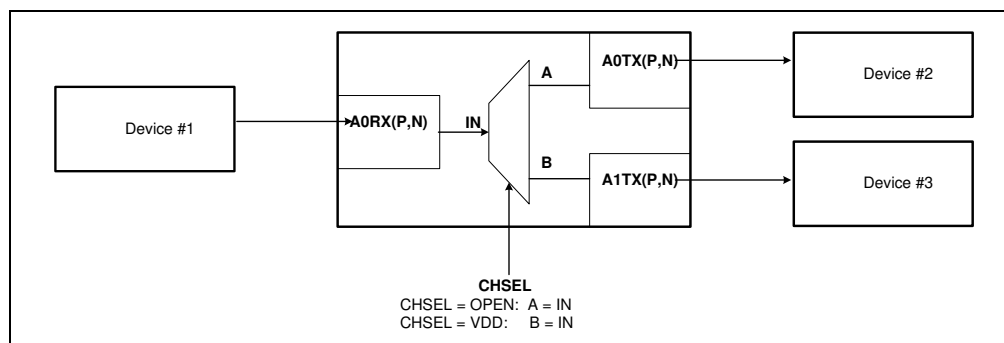 Device #1
A0RX(P,N)
IN
A
B
A0TX(P,N)
A1TX(P,N)
Device #2
Device #3
CHSEL
CHSEL = OPEN: A = IN
CHSEL = VDD: B = IN